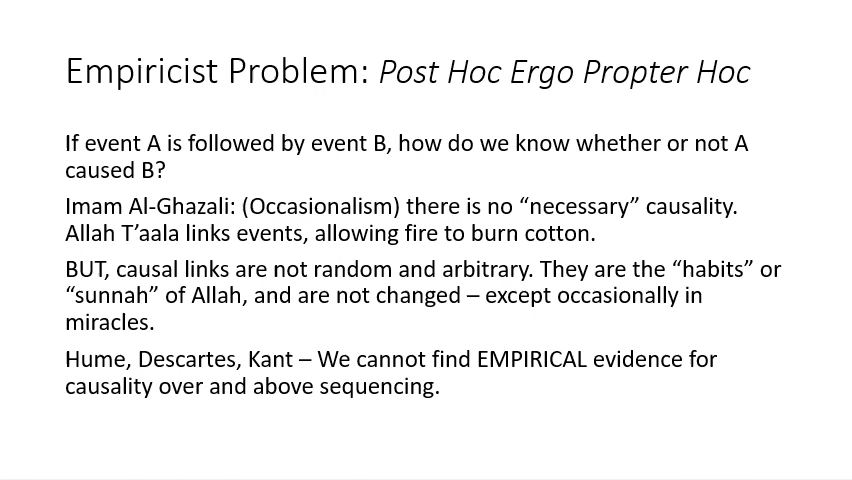 Empiricist Problem: Post Hoc Ergo Propter Hoc
If event A is followed by event B, how do we know whether or not A
caused B?
Imam Al-Ghazali: (Occasionalism) there is no “necessary” causality.
Allah T’aala links events, allowing fire to burn cotton.
BUT, causal links are not random and arbitrary. They are the “habits” or
“sunnah” of Allah, and are not changed – except occasionally in
miracles.
Hume, Descartes, Kant – We cannot find EMPIRICAL evidence for
causality over and above sequencing.